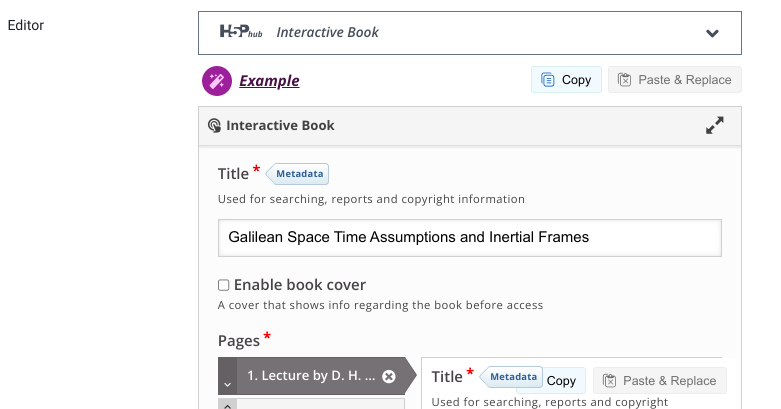 Editor
H5P hub Interactive Book
Example
Copy
Paste & Replace
Interactive Book
Title * Metadata
Used for searching, reports and copyright information
Galilean Space Time Assumptions and Inertial Frames
Enable book cover
A cover that shows info regarding the book before access
Pages *
1. Lecture by D. H. ...
Title * Metadata
Copy
Paste & Replace
Used for searching, reports and copyright